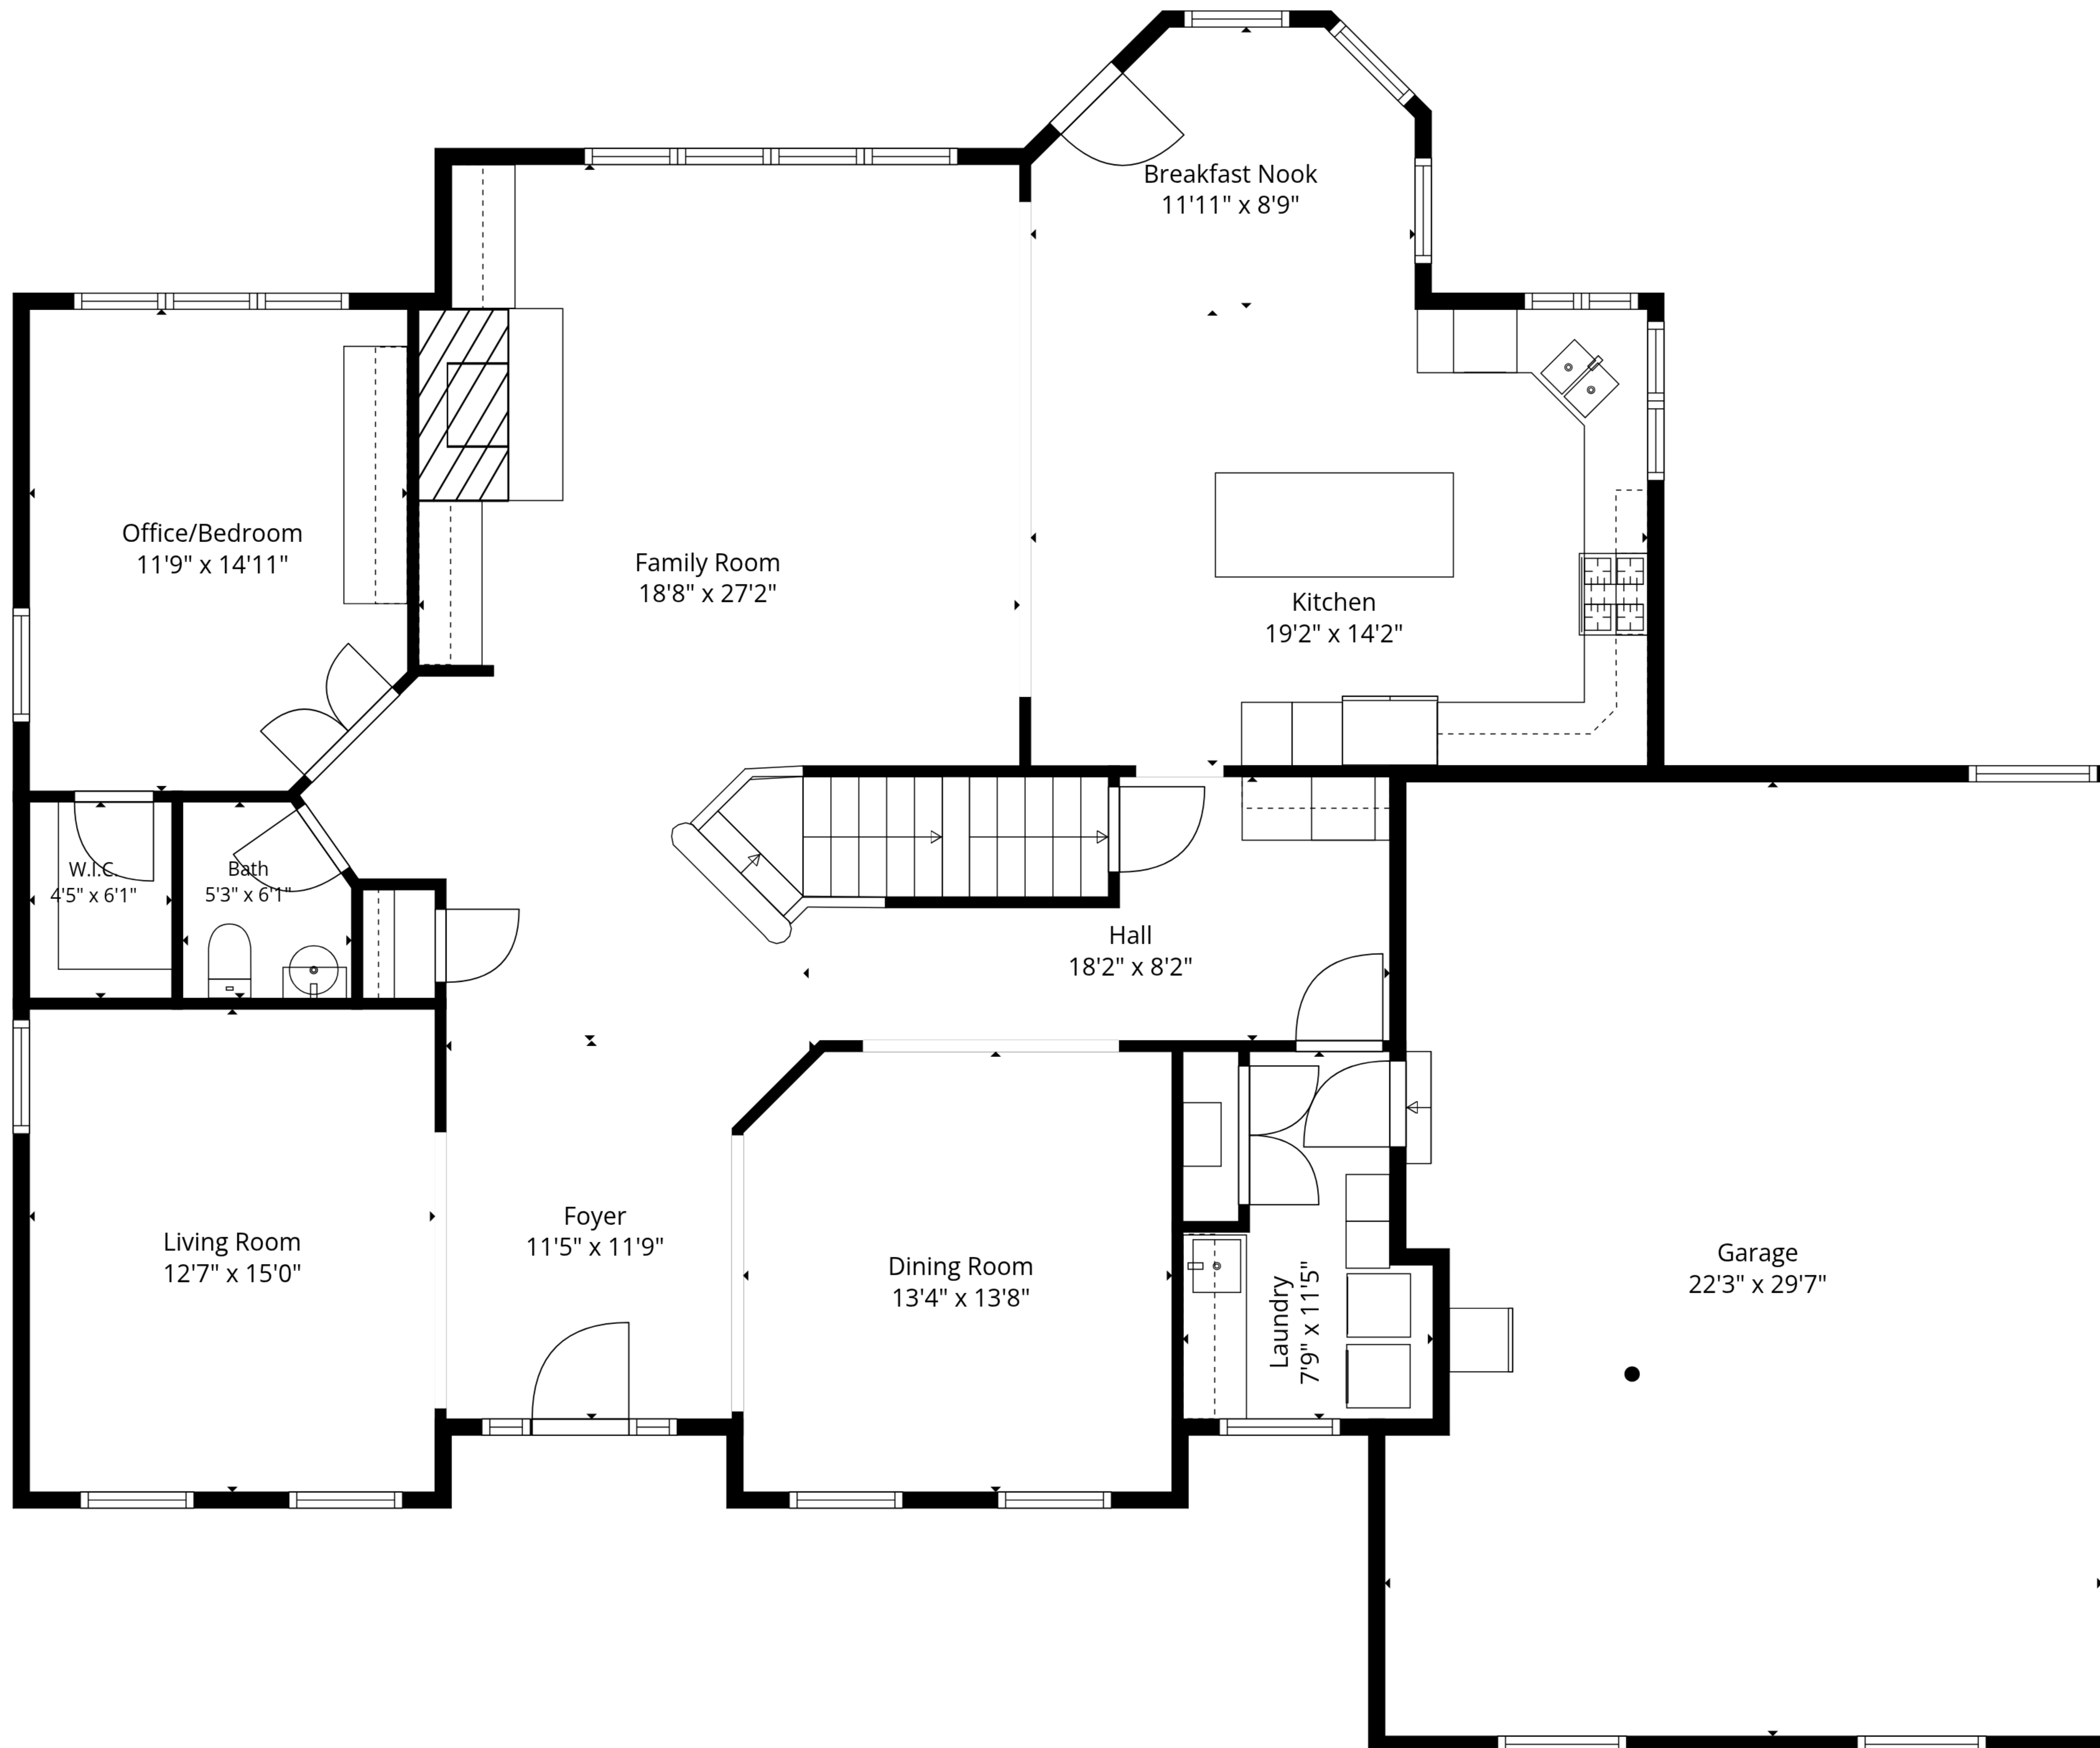 Breakfast Nook
11'11" x 8'9"
Office/Bedroom
11'9" x 14'11"
Family Room
18'8" x 27'2"
Kitchen
19'2" x 14'2"
W.I.C.
4'5" x 6'1"
Bath
5'3" x 6'1"
Hall
18'2" x 8'2"
Living Room
12'7" x 15'0"
Foyer
11'5" x 11'9"
Dining Room
13'4" x 13'8"
Laundry
7'9" x 11'5"
Garage
22'3" x 29'7"